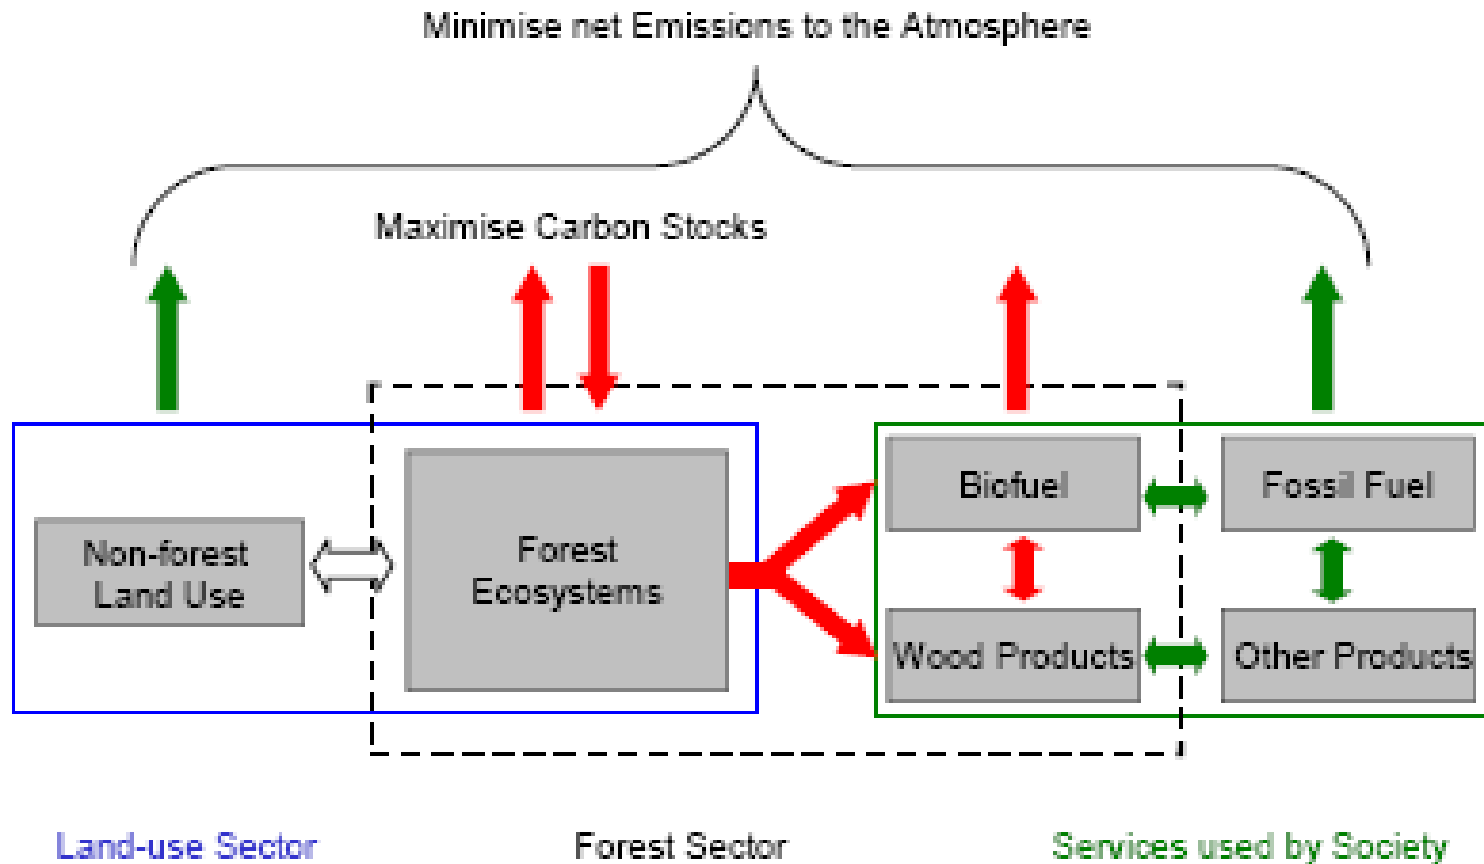 Minimise net Emissions to the Atmosphere
Maximise Carbon Stocks
Non-forest
Land Use
Forest
Ecosystems
Biofuel
Fossil Fuel
Wood Products
Other Products
Land-use Sector
Forest Sector
Services used by Society